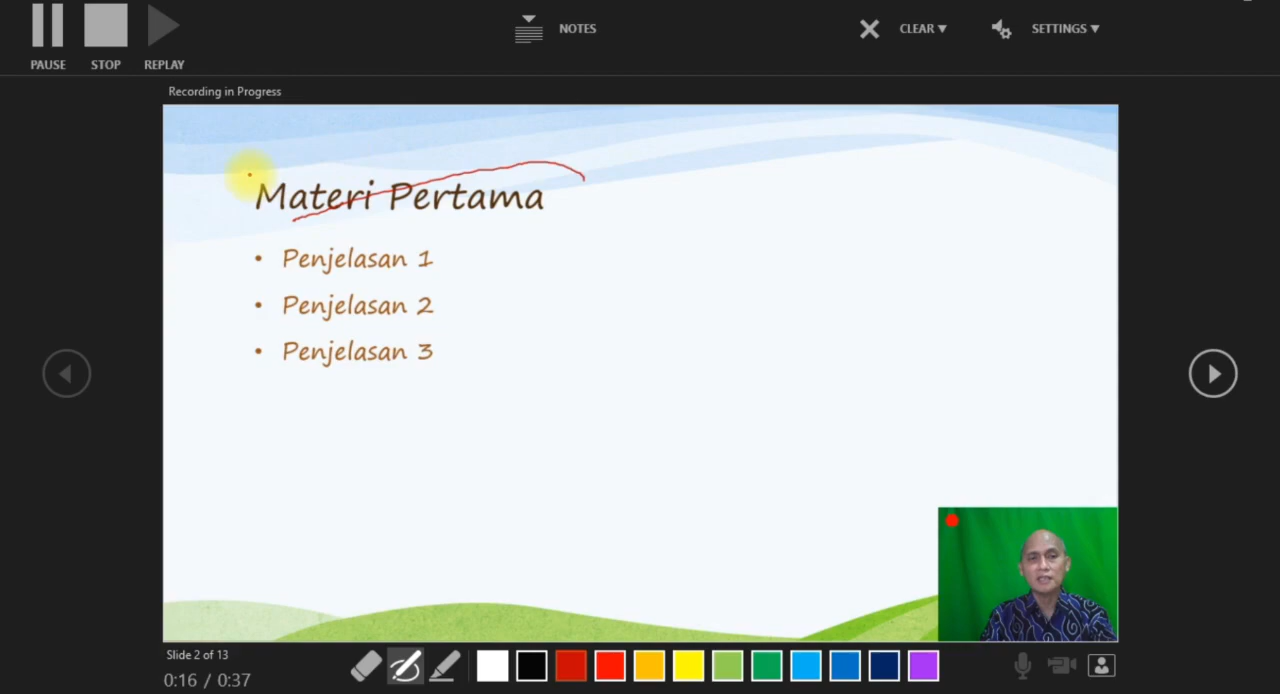 NOTES
CLEAR
SETTINGS
PAUSE STOP REPLAY
Recording in Progress
Materi Pertama
• Penjelasan 1
• Penjelasan 2
• Penjelasan 3
Slide 2 of 13
0:16 / 0:37